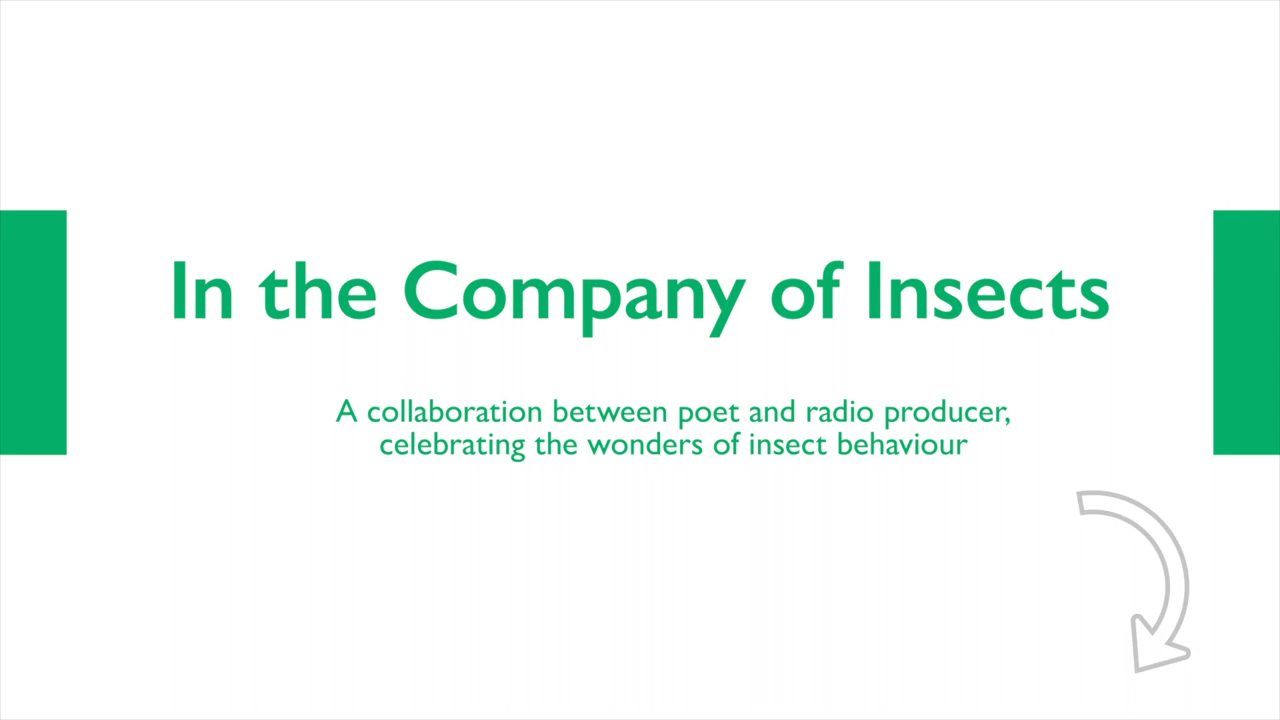 In the Company of Insects
A collaboration between poet and radio producer,
celebrating the wonders of insect behaviour